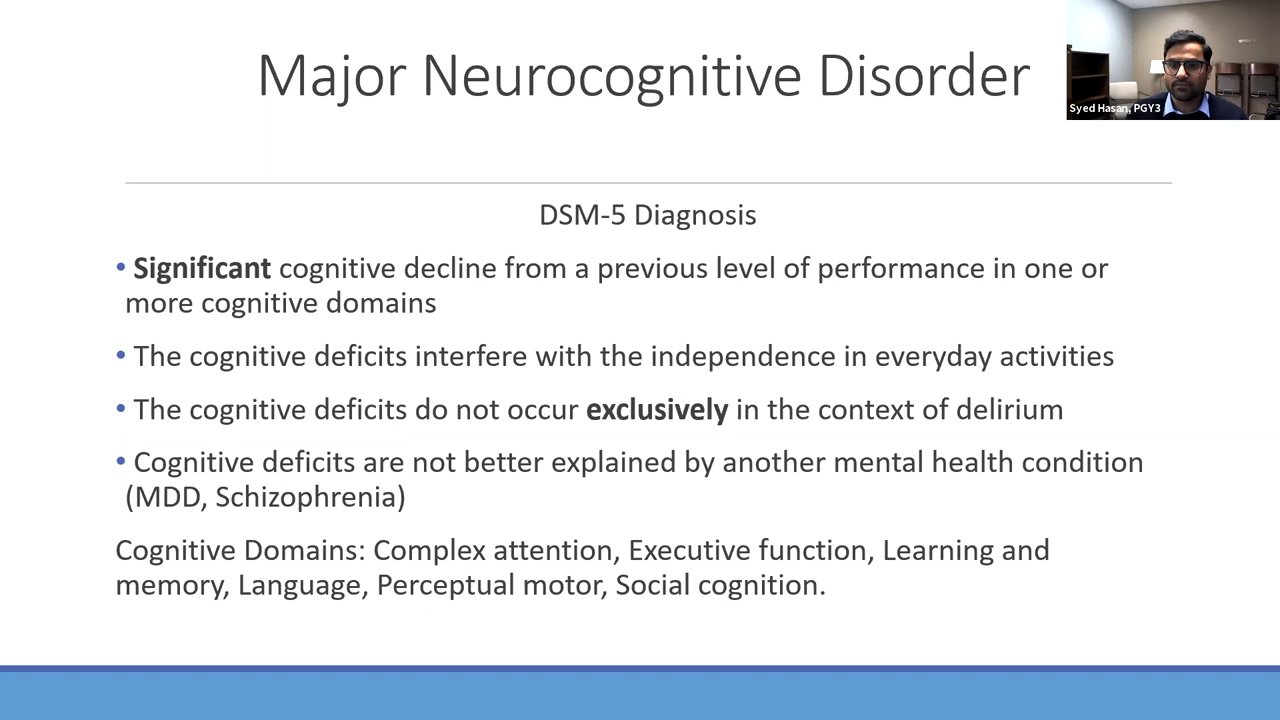 Major Neurocognitive Disorder
Syed Hasan, PGY3
DSM-5 Diagnosis
• Significant cognitive decline from a previous level of performance in one or
more cognitive domains
• The cognitive deficits interfere with the independence in everyday activities
• The cognitive deficits do not occur exclusively in the context of delirium
• Cognitive deficits are not better explained by another mental health condition
(MDD, Schizophrenia)
Cognitive Domains: Complex attention, Executive function, Learning and
memory, Language, Perceptual motor, Social cognition.